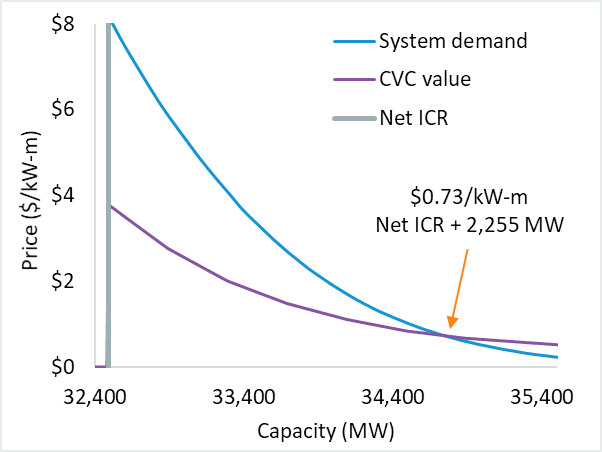 $8
System demand
CVC value
$6
Net ICR
Price ($/kW-m)
$4
$0.73/kW-m
Net ICR + 2,255 MW
$2
$0
32,400
33,400
34,400
35,400
Capacity (MW)